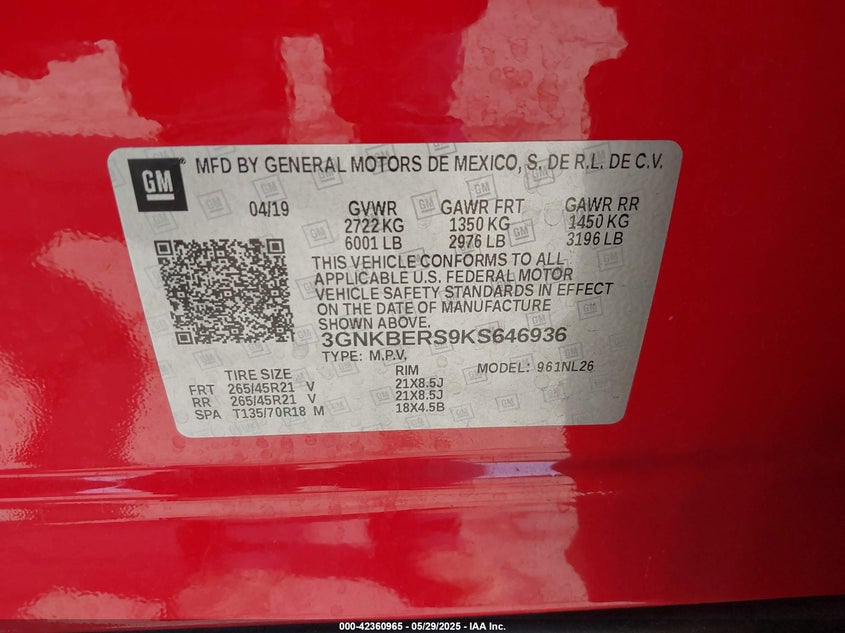 GM MFD BY GENERAL MOTORS DE MEXICO, S. DE R.L. DE C.V.
04/19 GVWR GAWR FRT GAWR RR
2722 KG 1350 KG 1450 KG
6001 LB 2976 LB 3196 LB
THIS VEHICLE CONFORMS TO ALL
APPLICABLE U.S. FEDERAL MOTOR
VEHICLE SAFETY STANDARDS IN EFFECT
ON THE DATE OF MANUFACTURE
SHOWN ABOVE.
3GNKBERS9KS646936
TYPE: M.P.V. MODEL: 961NL26
TIRE SIZE RIM
FRT 265/45R21 V 21X8.5J
RR 265/45R21 V 21X8.5J
SPA T135/70R18 M 18X4.5B
000-42360965 - 05/29/2025 - IAA Inc.